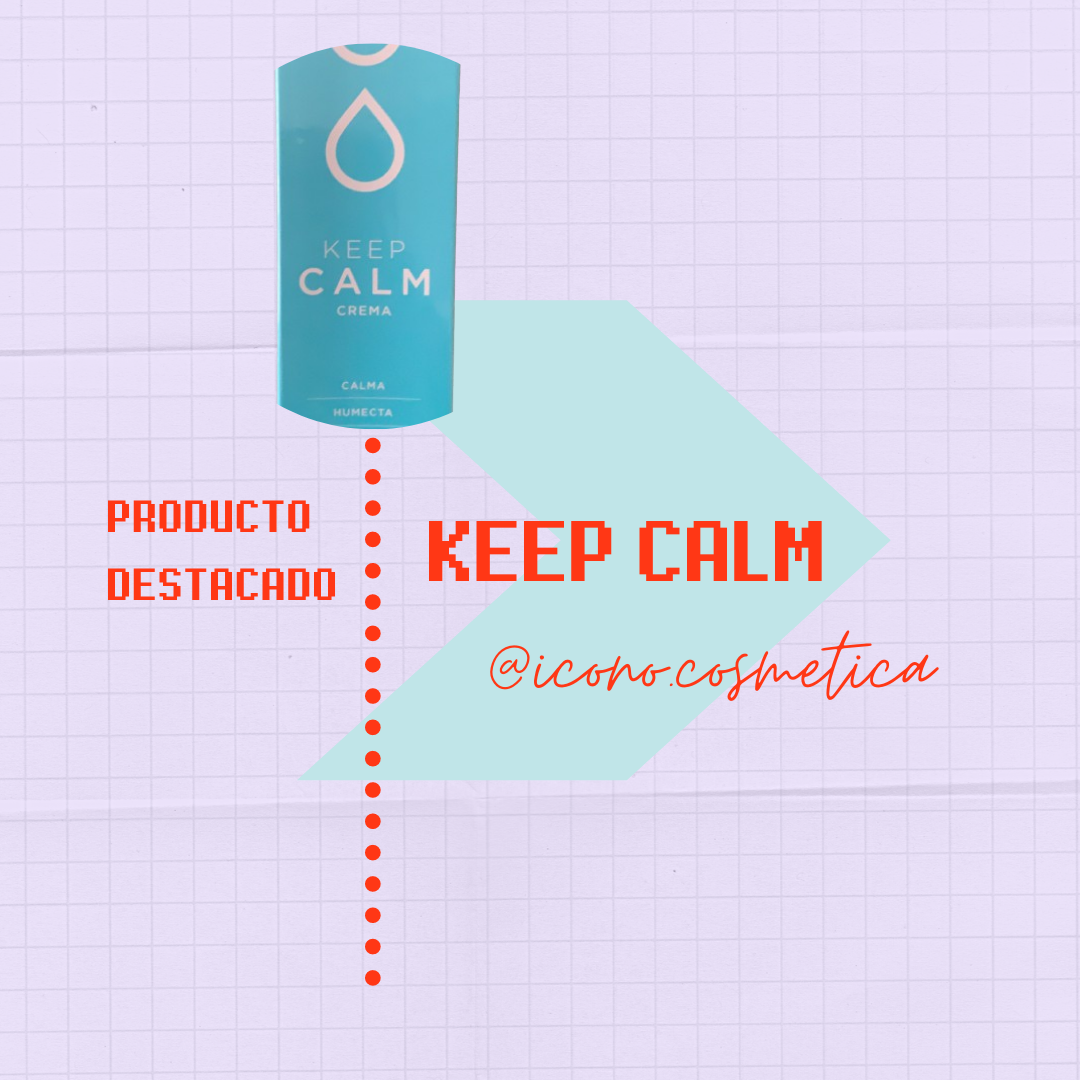 KEEP
CALM
CREMA
CALMA
HUMECTA
PRODUCTO
DESTACADO
KEEP CALM
@icono.cosmetica